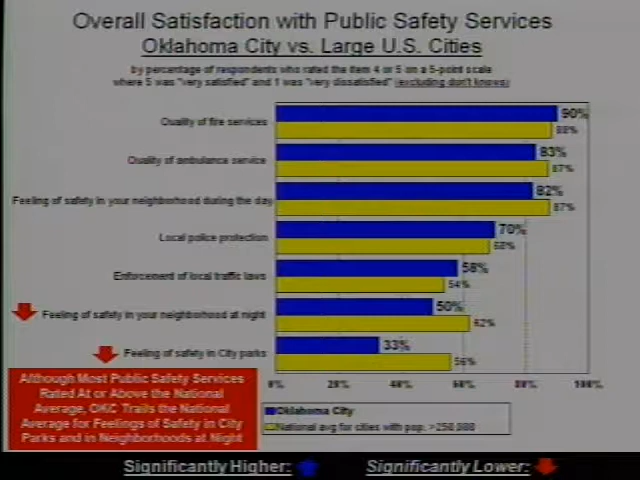 Overall Satisfaction with Public Safety Services
Oklahoma City vs. Large U.S. Cities
by percentage of respondents who rated the item 4 or 5 on a 5-point scale
where 5 was "very satisfied" and 1 was "very dissatisfied" (excluding don't knows)
Quality of fire services
90%
88%
Quality of ambulance service
83%
87%
Feeling of safety in your neighborhood during the day
82%
87%
Local police protection
70%
68%
Enforcement of local traffic laws
58%
54%
Feeling of safety in your neighborhood at night
50%
62%
Feeling of safety in City parks
33%
56%
0% 20% 40% 60% 80% 100%
Although Most Public Safety Services
Rated At or Above the National
Average, OKC Trails the National
Average for Feelings of Safety in City
Parks and in Neighborhoods at Night
Oklahoma City
National avg for cities with pop. >250,000
Significantly Higher: Significantly Lower: